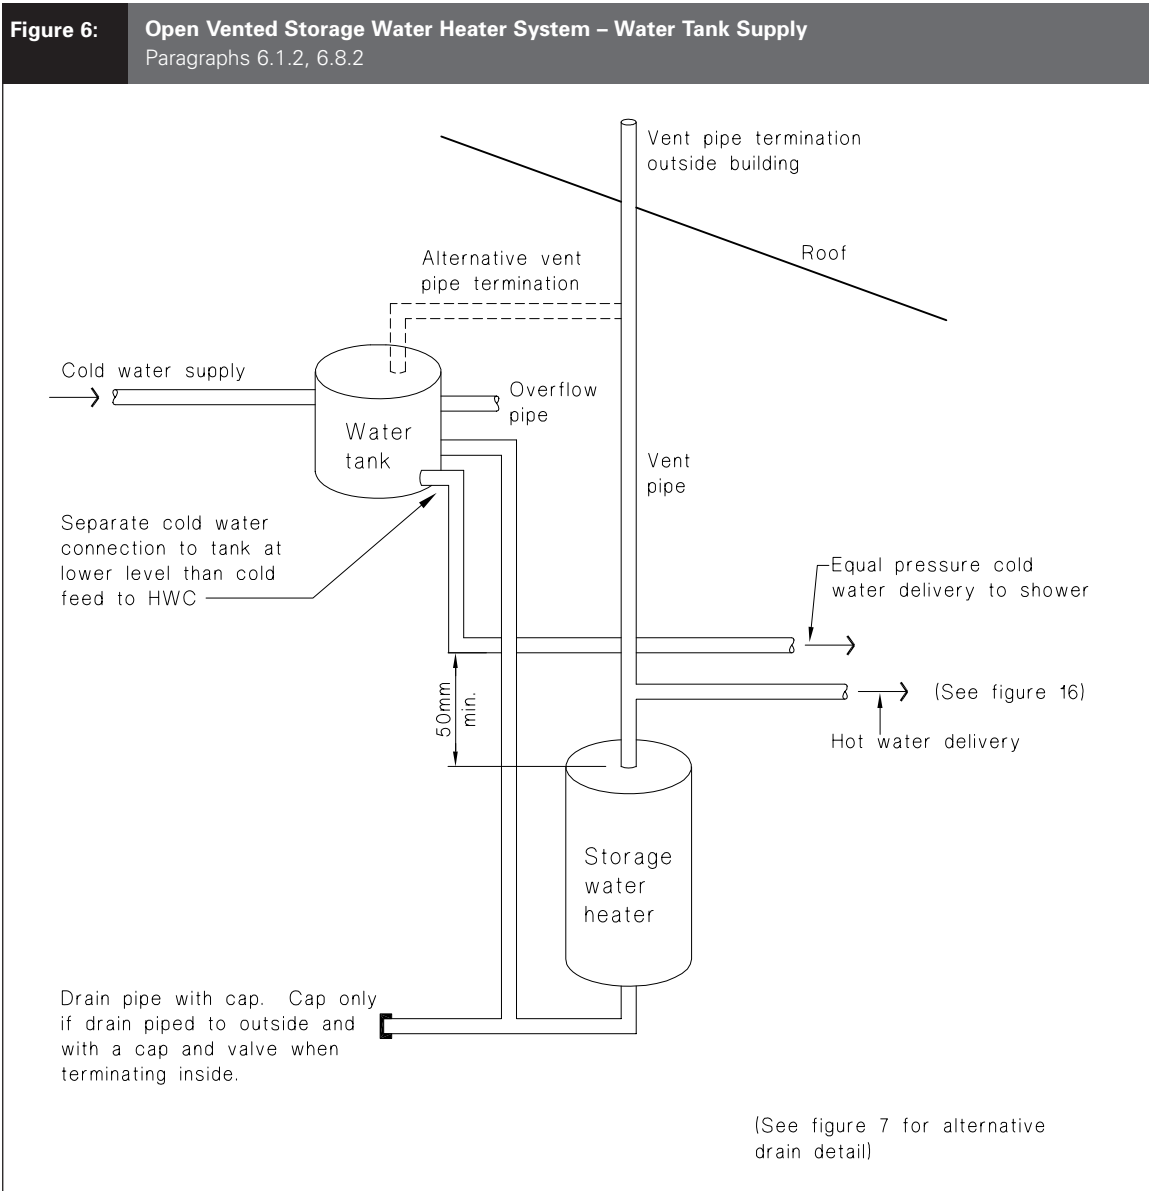 Figure 6:
Open Vented Storage Water Heater System – Water Tank Supply
Paragraphs 6.1.2, 6.8.2
Vent pipe termination
outside building
Roof
Alternative vent
pipe termination
Cold water supply
Overflow
pipe
Water
tank
Vent
pipe
Separate cold water
connection to tank at
lower level than cold
feed to HWC
Equal pressure cold
water delivery to shower
50mm
min.
(See figure 16)
Hot water delivery
Storage
water
heater
Drain pipe with cap. Cap only
if drain piped to outside and
with a cap and valve when
terminating inside.
(See figure 7 for alternative
drain detail)